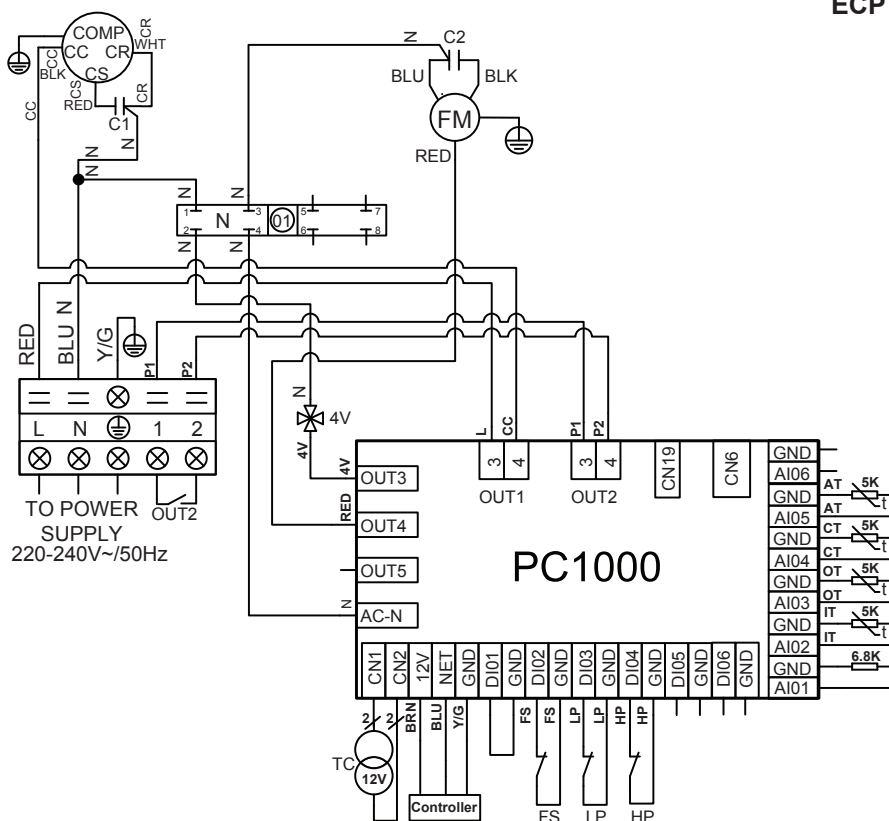 ECP
COMP
CC CR
CS
CR
WHT
CC
BLK
CS
RED
CR
C1
CC
N
N
N
N
N
C2
BLU BLK
FM
RED
N
N
1 3 5 7
N 01
2 4 6 8
N
N
RED
BLU N
Y/G
P1
P2
L N 1 2
TO POWER
SUPPLY
220-240V~/50Hz
OUT2
N
4V
4V
L
CC
P1
P2
3 4
OUT1
3 4
OUT2
CN19
CN6
4V
OUT3
RED
OUT4
OUT5
N
AC-N
PC1000
GND
AI06
GND
AI05
GND
AI04
GND
AI03
GND
AI02
GND
AI01
AT 5K
t
AT
CT 5K
t
CT
OT 5K
t
OT
IT 5K
t
IT
6.8K
CN1 CN2 12V NET GND DI01 GND DI02 GND DI03 GND DI04 GND DI05 GND DI06 GND
2 2 BRN BLU Y/G FS FS LP LP HP HP
TC
12V
Controller
FS LP HP